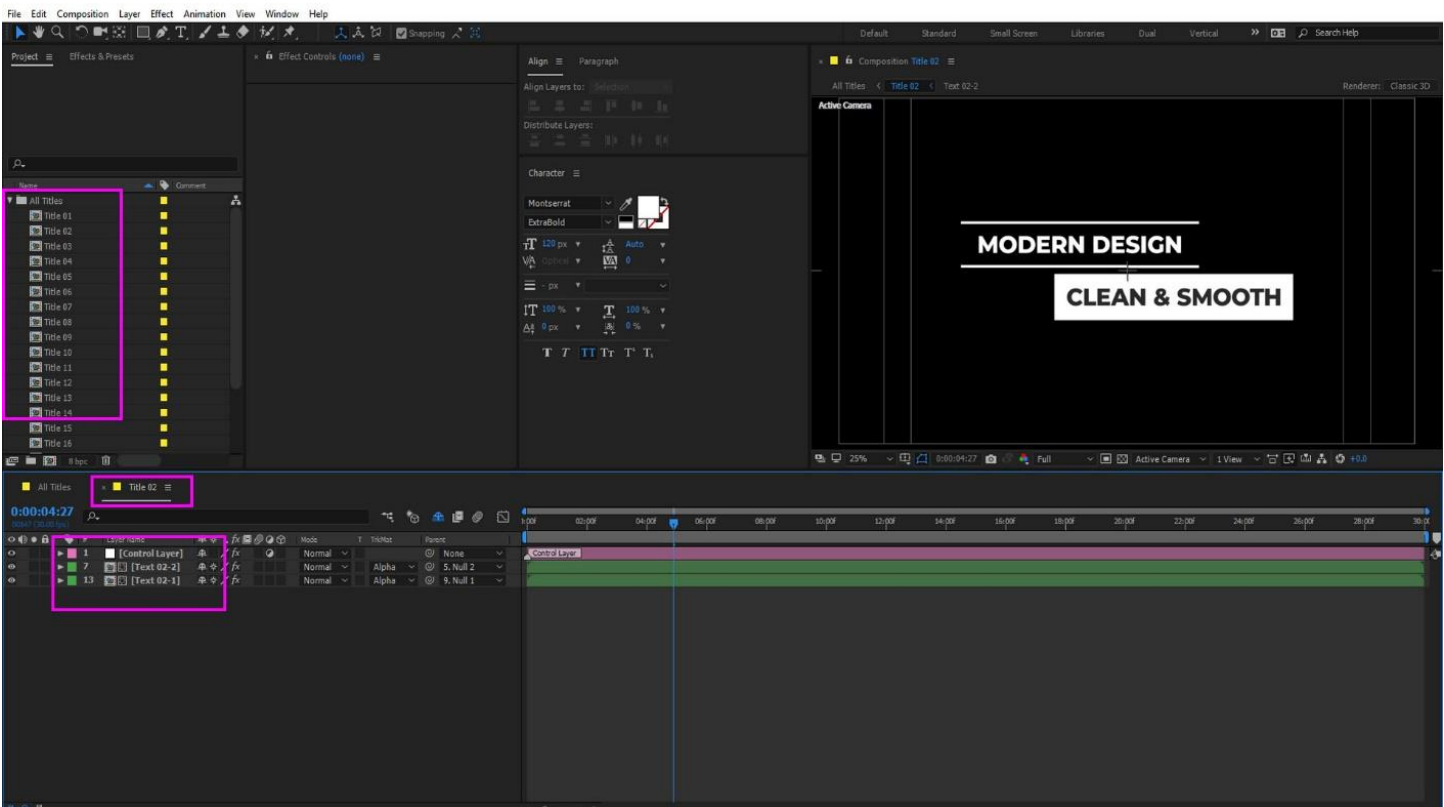 File Edit Composition Layer Effect Animation View Window Help
Snapping
Default Standard Small Screen Libraries Dual Vertical Search Help
Project Effects & Presets
Effect Controls (none)
Align Paragraph
Align Layers to: Selection
Distribute Layers:
Composition Title 02
All Titles Title 02 Text 02-2
Renderer: Classic 3D
Active Camera
Name Comment
All Titles
Title 01
Title 02
Title 03
Title 04
Title 05
Title 06
Title 07
Title 08
Title 09
Title 10
Title 11
Title 12
Title 13
Title 14
Title 15
Title 16
8 bpc
Character
Montserrat
ExtraBold
120 px Auto
Optical 0
- px
100 % 100 %
0 px 0 %
T T TT Tr T¹ T₁
MODERN DESIGN
CLEAN & SMOOTH
25% 0:00:04:27 Full Active Camera 1 View +0.0
All Titles Title 02
0:00:04:27
02:00f 04:00f 06:00f 08:00f 10:00f 12:00f 14:00f 16:00f 18:00f 20:00f 22:00f 24:00f 26:00f 28:00f
# Layer Name Mode T TrkMat Parent
1 [Control Layer] Normal None Control Layer
7 [Text 02-2] Normal Alpha 5. Null 2
13 [Text 02-1] Normal Alpha 9. Null 1